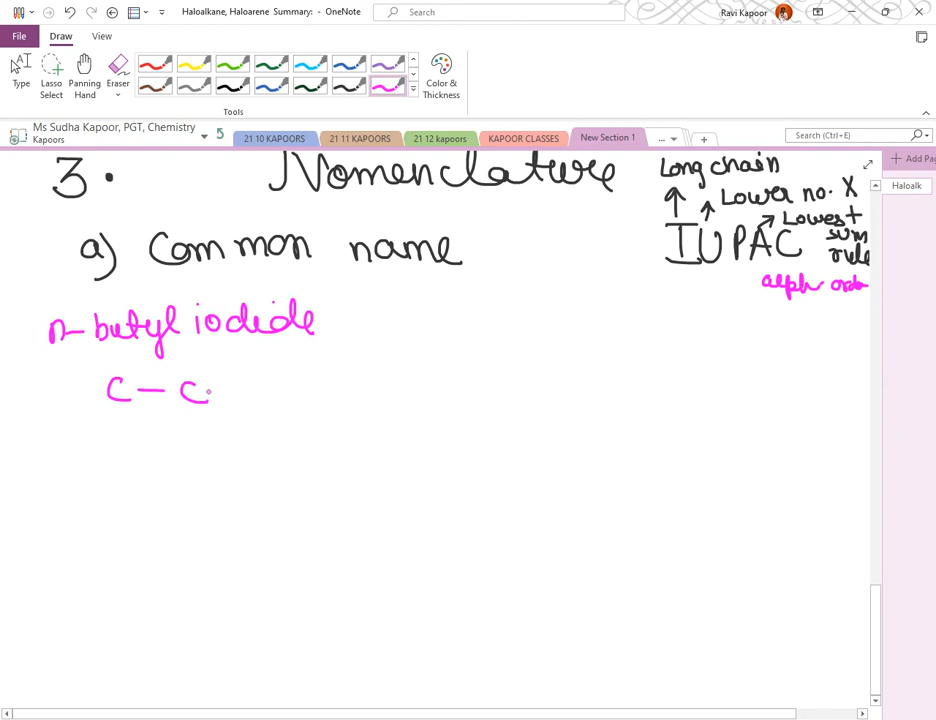 Haloalkane, Haloarene Summary: - OneNote
Search
Ravi Kapoor
File
Draw
View
Type
Lasso Select
Panning Hand
Eraser
Color & Thickness
Tools
Ms Sudha Kapoor, PGT, Chemistry
Kapoors
21 10 KAPOORS
21 11 KAPOORS
21 12 kapoors
KAPOOR CLASSES
New Section 1
...
Search (Ctrl+E)
Add Pag
Haloalk
3. Nomenclature
Long chain
Lower no. X
Lowest sum rule
IUPAC
alph. order
a) Common name
n-butyl iodide
C - C